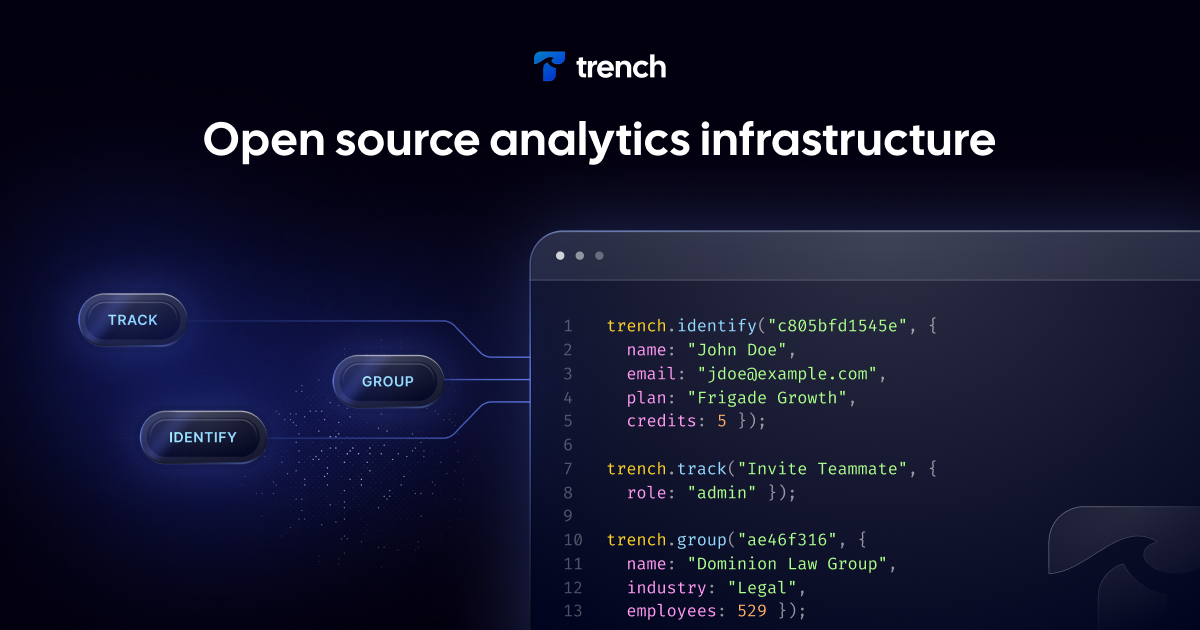 trench
Open source analytics infrastructure
TRACK
GROUP
IDENTIFY
1 trench.identify("c805bfd1545e", {
2 name: "John Doe",
3 email: "jdoe@example.com",
4 plan: "Frigade Growth",
5 credits: 5 });
6
7 trench.track("Invite Teammate", {
8 role: "admin" });
9
10 trench.group("ae46f316", {
11 name: "Dominion Law Group",
12 industry: "Legal",
13 employees: 529 });